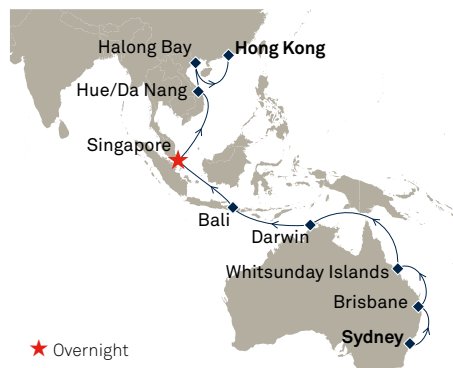 Halong Bay
Hong Kong
Hue/Da Nang
Singapore
Bali
Darwin
Whitsunday Islands
Brisbane
Sydney
Overnight